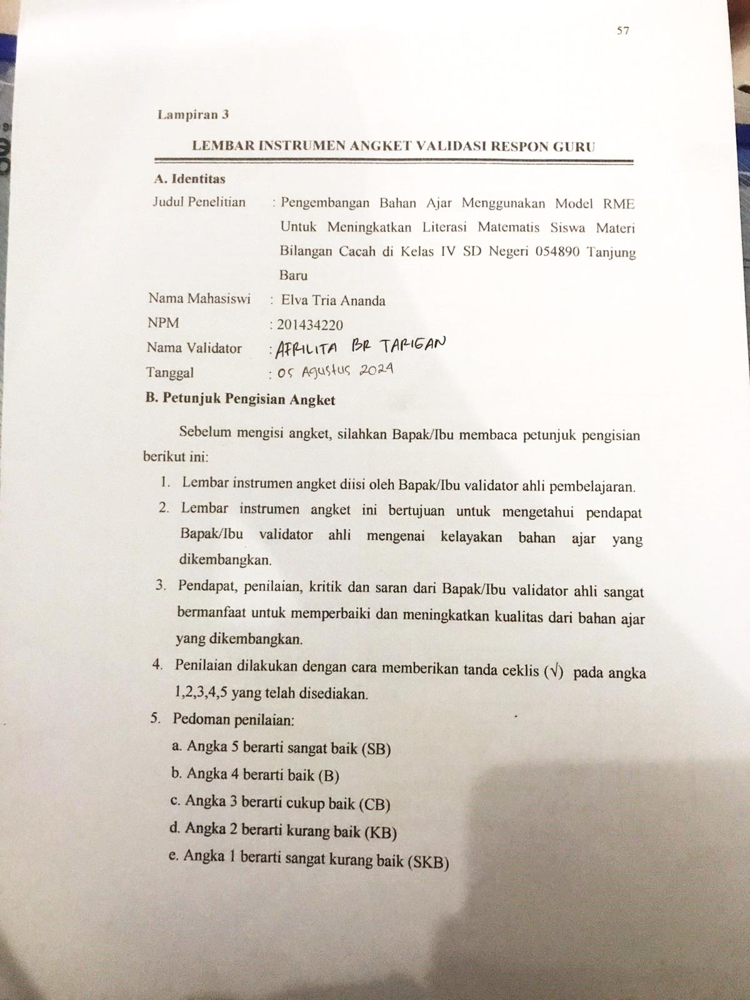 57
Lampiran 3
LEMBAR INSTRUMEN ANGKET VALIDASI RESPON GURU
A. Identitas
Judul Penelitian : Pengembangan Bahan Ajar Menggunakan Model RME
Untuk Meningkatkan Literasi Matematis Siswa Materi
Bilangan Cacah di Kelas IV SD Negeri 054890 Tanjung
Baru
Nama Mahasiswi : Elva Tria Ananda
NPM : 201434220
Nama Validator : AFRILITA BR TARIGAN
Tanggal : 05 Agustus 2024
B. Petunjuk Pengisian Angket
Sebelum mengisi angket, silahkan Bapak/Ibu membaca petunjuk pengisian
berikut ini:
1. Lembar instrumen angket diisi oleh Bapak/Ibu validator ahli pembelajaran.
2. Lembar instrumen angket ini bertujuan untuk mengetahui pendapat
Bapak/Ibu validator ahli mengenai kelayakan bahan ajar yang
dikembangkan.
3. Pendapat, penilaian, kritik dan saran dari Bapak/Ibu validator ahli sangat
bermanfaat untuk memperbaiki dan meningkatkan kualitas dari bahan ajar
yang dikembangkan.
4. Penilaian dilakukan dengan cara memberikan tanda ceklis (√) pada angka
1,2,3,4,5 yang telah disediakan.
5. Pedoman penilaian:
a. Angka 5 berarti sangat baik (SB)
b. Angka 4 berarti baik (B)
c. Angka 3 berarti cukup baik (CB)
d. Angka 2 berarti kurang baik (KB)
e. Angka 1 berarti sangat kurang baik (SKB)